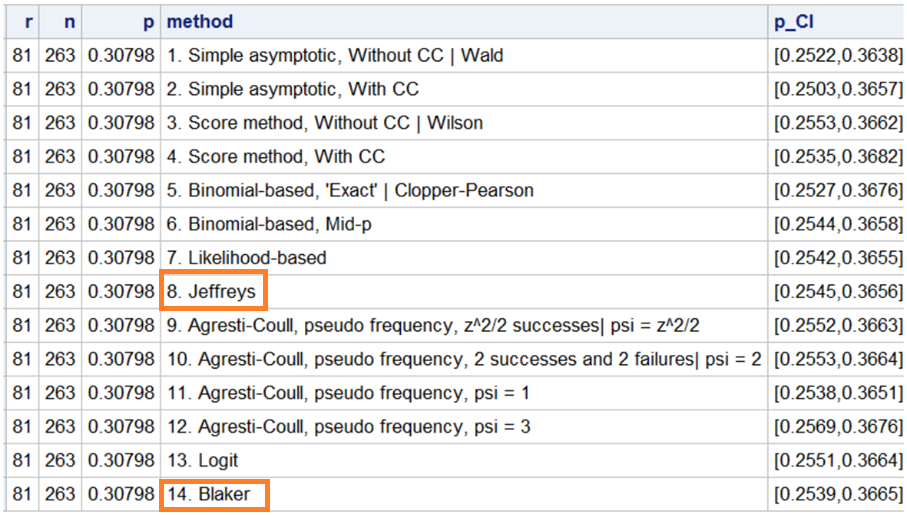 r n p method p_CI
81 263 0.30798 1. Simple asymptotic, Without CC | Wald [0.2522,0.3638]
81 263 0.30798 2. Simple asymptotic, With CC [0.2503,0.3657]
81 263 0.30798 3. Score method, Without CC | Wilson [0.2553,0.3662]
81 263 0.30798 4. Score method, With CC [0.2535,0.3682]
81 263 0.30798 5. Binomial-based, 'Exact' | Clopper-Pearson [0.2527,0.3676]
81 263 0.30798 6. Binomial-based, Mid-p [0.2544,0.3658]
81 263 0.30798 7. Likelihood-based [0.2542,0.3655]
81 263 0.30798 8. Jeffreys [0.2545,0.3656]
81 263 0.30798 9. Agresti-Coull, pseudo frequency, z^2/2 successes| psi = z^2/2 [0.2552,0.3663]
81 263 0.30798 10. Agresti-Coull, pseudo frequency, 2 successes and 2 failures| psi = 2 [0.2553,0.3664]
81 263 0.30798 11. Agresti-Coull, pseudo frequency, psi = 1 [0.2538,0.3651]
81 263 0.30798 12. Agresti-Coull, pseudo frequency, psi = 3 [0.2569,0.3676]
81 263 0.30798 13. Logit [0.2551,0.3664]
81 263 0.30798 14. Blaker [0.2539,0.3665]